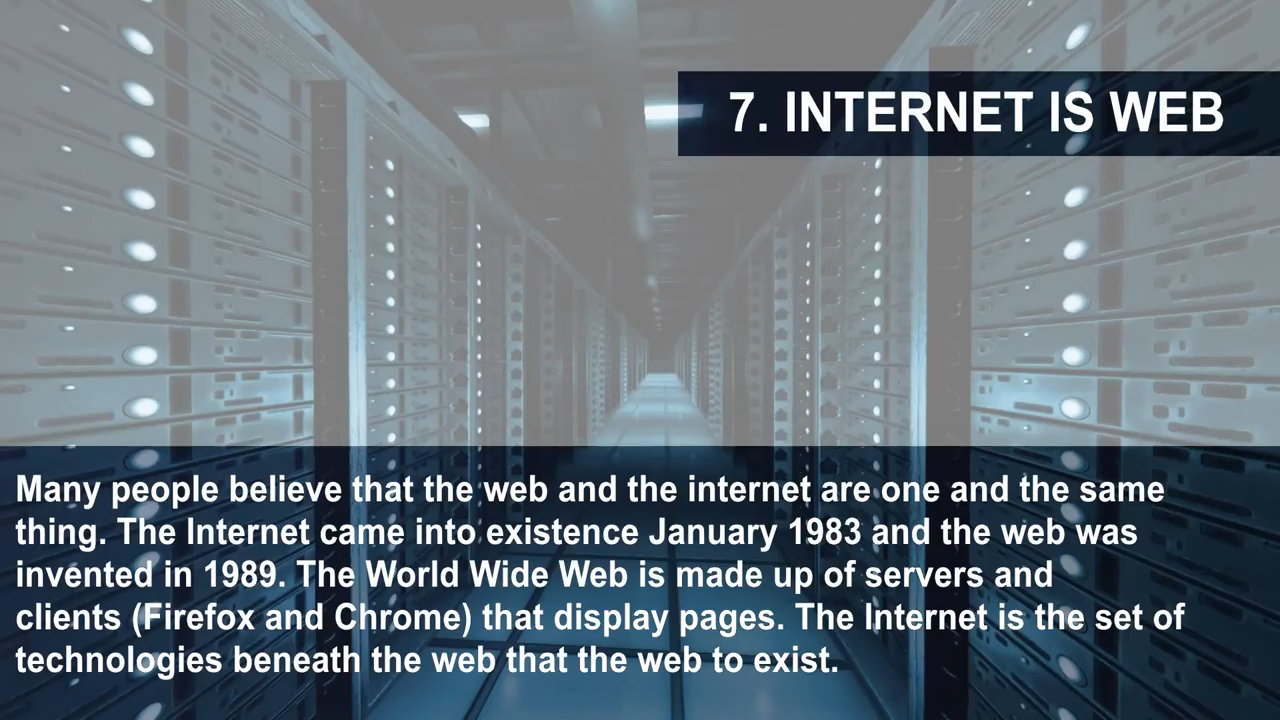 7. INTERNET IS WEB
Many people believe that the web and the internet are one and the same
thing. The Internet came into existence January 1983 and the web was
invented in 1989. The World Wide Web is made up of servers and
clients (Firefox and Chrome) that display pages. The Internet is the set of
technologies beneath the web that the web to exist.